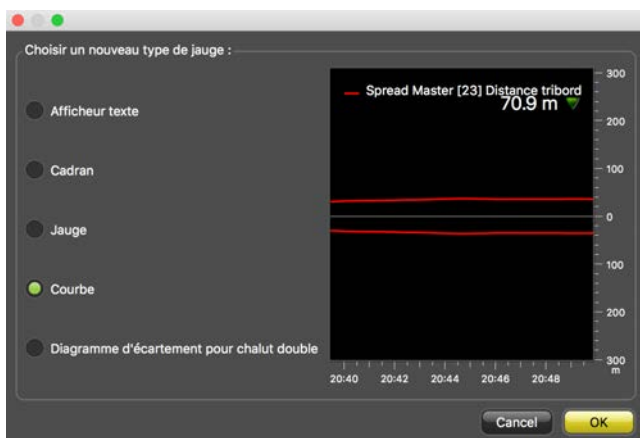 Choisir un nouveau type de jauge :
Afficheur texte
Cadran
Jauge
Courbe
Diagramme d'écartement pour chalut double
Spread Master [23] Distance tribord
70.9 m
300
200
100
0
100
200
300
m
20:40 20:42 20:44 20:46 20:48
Cancel OK